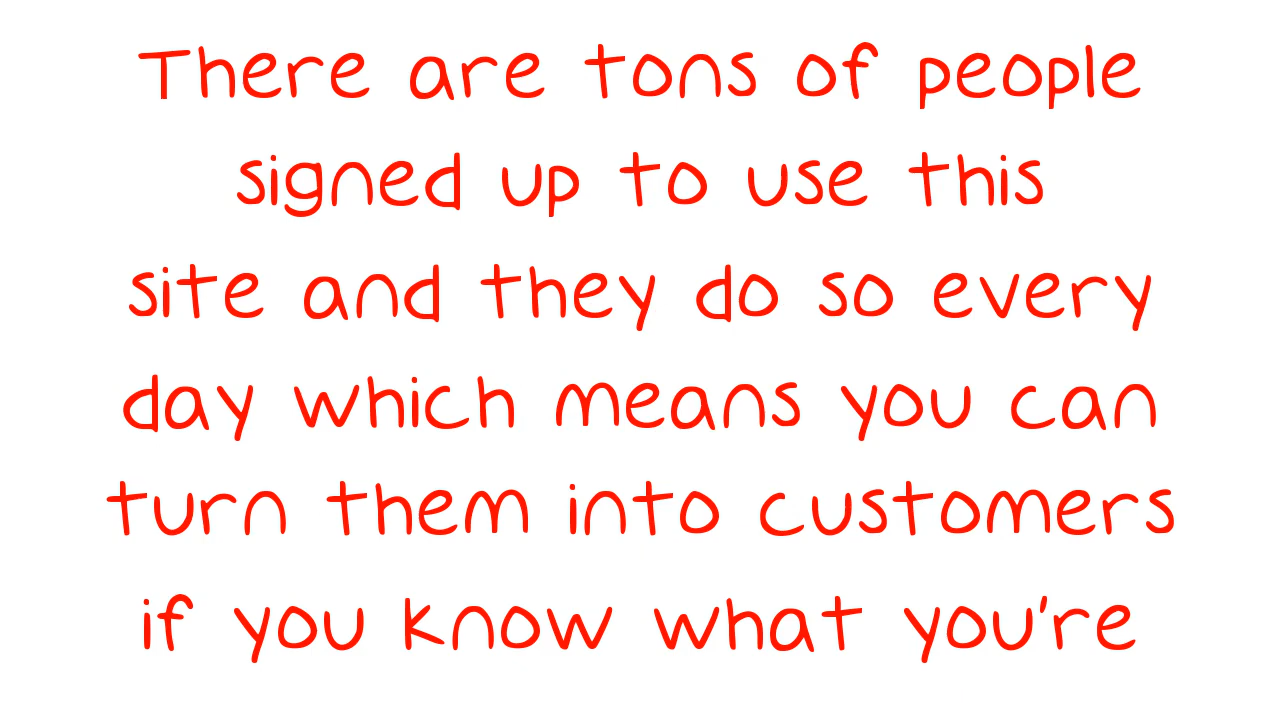 There are tons of people
signed up to use this
site and they do so every
day which means you can
turn them into customers
if you know what you're